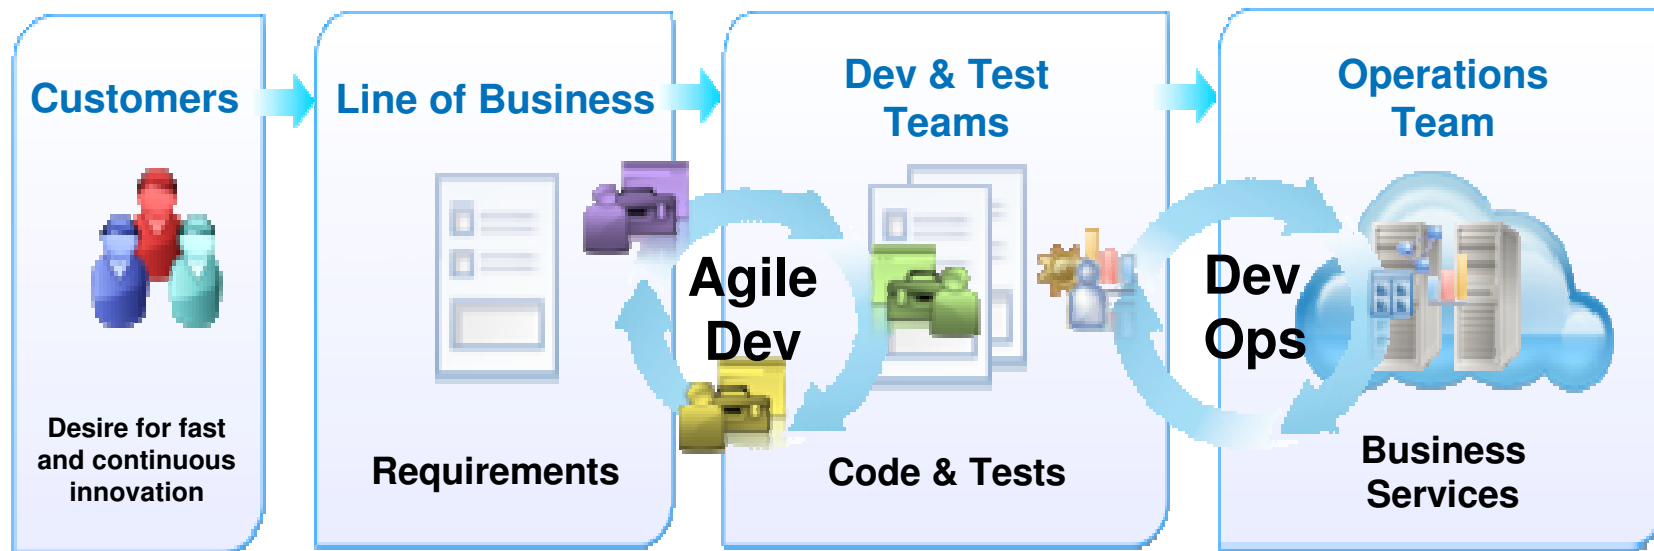 Customers
Desire for fast
and continuous
innovation
Line of Business
Requirements
Agile
Dev
Dev & Test
Teams
Code & Tests
Dev
Ops
Operations
Team
Business
Services